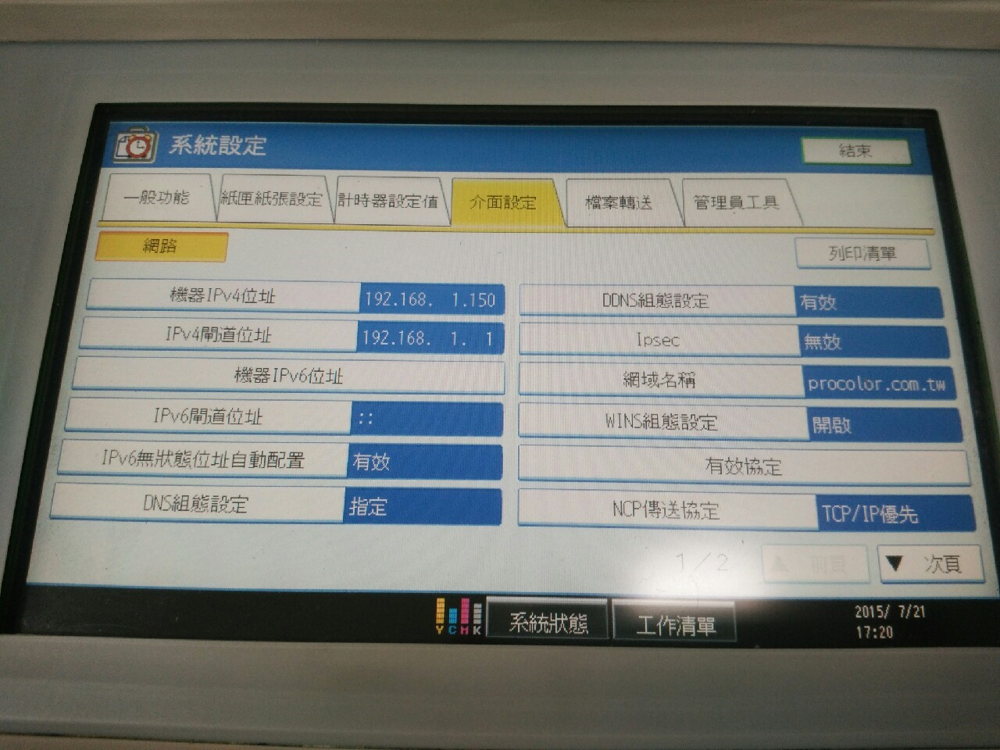 系統設定
結束
一般功能 紙匣紙張設定 計時器設定值 介面設定 檔案轉送 管理員工具
網路
列印清單
機器IPv4位址 192.168. 1.150
IPv4閘道位址 192.168. 1. 1
機器IPv6位址
IPv6閘道位址 ::
IPv6無狀態位址自動配置 有效
DNS組態設定 指定
DDNS組態設定 有效
Ipsec 無效
網域名稱 procolor.com.tw
WINS組態設定 開啟
有效協定
NCP傳送協定 TCP/IP優先
1/2 ▲ 前頁 ▼ 次頁
Y C M K 系統狀態 工作清單
2015/ 7/21
17:20